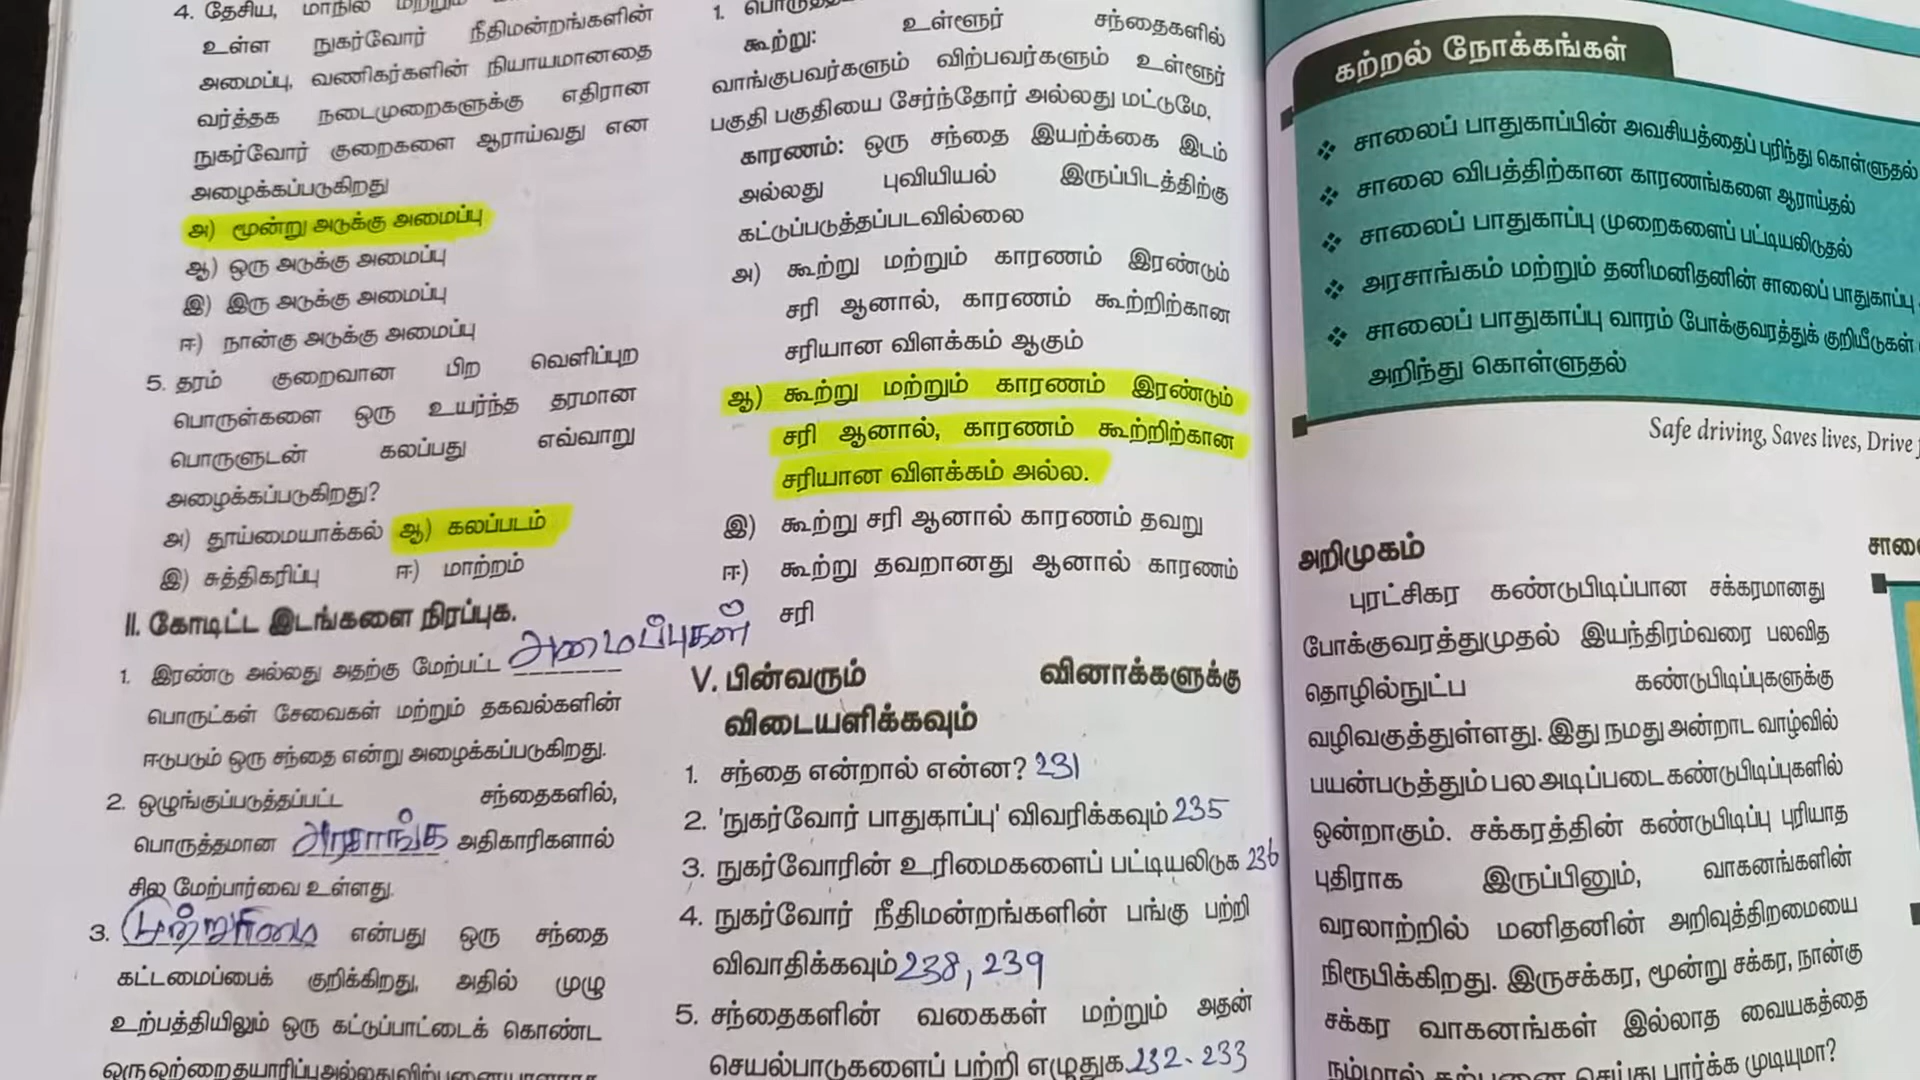 4. தேசிய, மாநில மற்றும்
உள்ள நுகர்வோர் நீதிமன்றங்களின்
அமைப்பு, வணிகர்களின் நியாயமானதை
வர்த்தக நடைமுறைகளுக்கு எதிரான
நுகர்வோர் குறைகளை ஆராய்வது என
அழைக்கப்படுகிறது
அ) மூன்று அடுக்கு அமைப்பு
ஆ) ஒரு அடுக்கு அமைப்பு
இ) இரு அடுக்கு அமைப்பு
ஈ) நான்கு அடுக்கு அமைப்பு
5. தரம் குறைவான பிற வெளிப்புற
பொருள்களை ஒரு உயர்ந்த தரமான
பொருளுடன் கலப்பது எவ்வாறு
அழைக்கப்படுகிறது?
அ) தூய்மையாக்கல் ஆ) கலப்படம்
இ) சுத்திகரிப்பு ஈ) மாற்றம்
II. கோடிட்ட இடங்களை நிரப்புக.
1. இரண்டு அல்லது அதற்கு மேற்பட்ட அமைப்புகள்
பொருட்கள் சேவைகள் மற்றும் தகவல்களின்
ஈடுபடும் ஒரு சந்தை என்று அழைக்கப்படுகிறது.
2. ஒழுங்குப்படுத்தப்பட்ட சந்தைகளில்,
பொருத்தமான அரசாங்க அதிகாரிகளால்
சில மேற்பார்வை உள்ளது.
3. முற்றுரிமை என்பது ஒரு சந்தை
கட்டமைப்பைக் குறிக்கிறது, அதில் முழு
உற்பத்தியிலும் ஒரு கட்டுப்பாட்டைக் கொண்ட
1.
கூற்று: உள்ளூர் சந்தைகளில்
வாங்குபவர்களும் விற்பவர்களும் உள்ளூர்
பகுதி பகுதியை சேர்ந்தோர் அல்லது மட்டுமே,
காரணம்: ஒரு சந்தை இயற்க்கை இடம்
அல்லது புவியியல் இருப்பிடத்திற்கு
கட்டுப்படுத்தப்படவில்லை
அ) கூற்று மற்றும் காரணம் இரண்டும்
சரி ஆனால், காரணம் கூற்றிற்கான
சரியான விளக்கம் ஆகும்
ஆ) கூற்று மற்றும் காரணம் இரண்டும்
சரி ஆனால், காரணம் கூற்றிற்கான
சரியான விளக்கம் அல்ல.
இ) கூற்று சரி ஆனால் காரணம் தவறு
ஈ) கூற்று தவறானது ஆனால் காரணம்
சரி
V. பின்வரும் வினாக்களுக்கு
விடையளிக்கவும்
1. சந்தை என்றால் என்ன? 231
2. 'நுகர்வோர் பாதுகாப்பு' விவரிக்கவும் 235
3. நுகர்வோரின் உரிமைகளைப் பட்டியலிடுக 236
4. நுகர்வோர் நீதிமன்றங்களின் பங்கு பற்றி
விவாதிக்கவும் 238, 239
5. சந்தைகளின் வகைகள் மற்றும் அதன்
செயல்பாடுகளைப் பற்றி எழுதுக. 232-233
கற்றல் நோக்கங்கள்
❖ சாலைப் பாதுகாப்பின் அவசியத்தைப் புரிந்து கொள்ளுதல்
❖ சாலை விபத்திற்கான காரணங்களை ஆராய்தல்
❖ சாலைப் பாதுகாப்பு முறைகளைப் பட்டியலிடுதல்
❖ அரசாங்கம் மற்றும் தனிமனிதனின் சாலைப் பாதுகாப்பு
❖ சாலைப் பாதுகாப்பு வாரம் போக்குவரத்துக் குறியீடுகள்
அறிந்து கொள்ளுதல்
Safe driving, Saves lives, Drive
அறிமுகம்
புரட்சிகர கண்டுபிடிப்பான சக்கரமானது
போக்குவரத்துமுதல் இயந்திரம்வரை பலவித
தொழில்நுட்ப கண்டுபிடிப்புகளுக்கு
வழிவகுத்துள்ளது. இது நமது அன்றாட வாழ்வில்
பயன்படுத்தும் பல அடிப்படை கண்டுபிடிப்புகளில்
ஒன்றாகும். சக்கரத்தின் கண்டுபிடிப்பு புரியாத
புதிராக இருப்பினும், வாகனங்களின்
வரலாற்றில் மனிதனின் அறிவுத்திறமையை
நிரூபிக்கிறது. இருசக்கர, மூன்று சக்கர, நான்கு
சக்கர வாகனங்கள் இல்லாத வையகத்தை
நம்மால் கற்பனை செய்து பார்க்க முடியுமா?